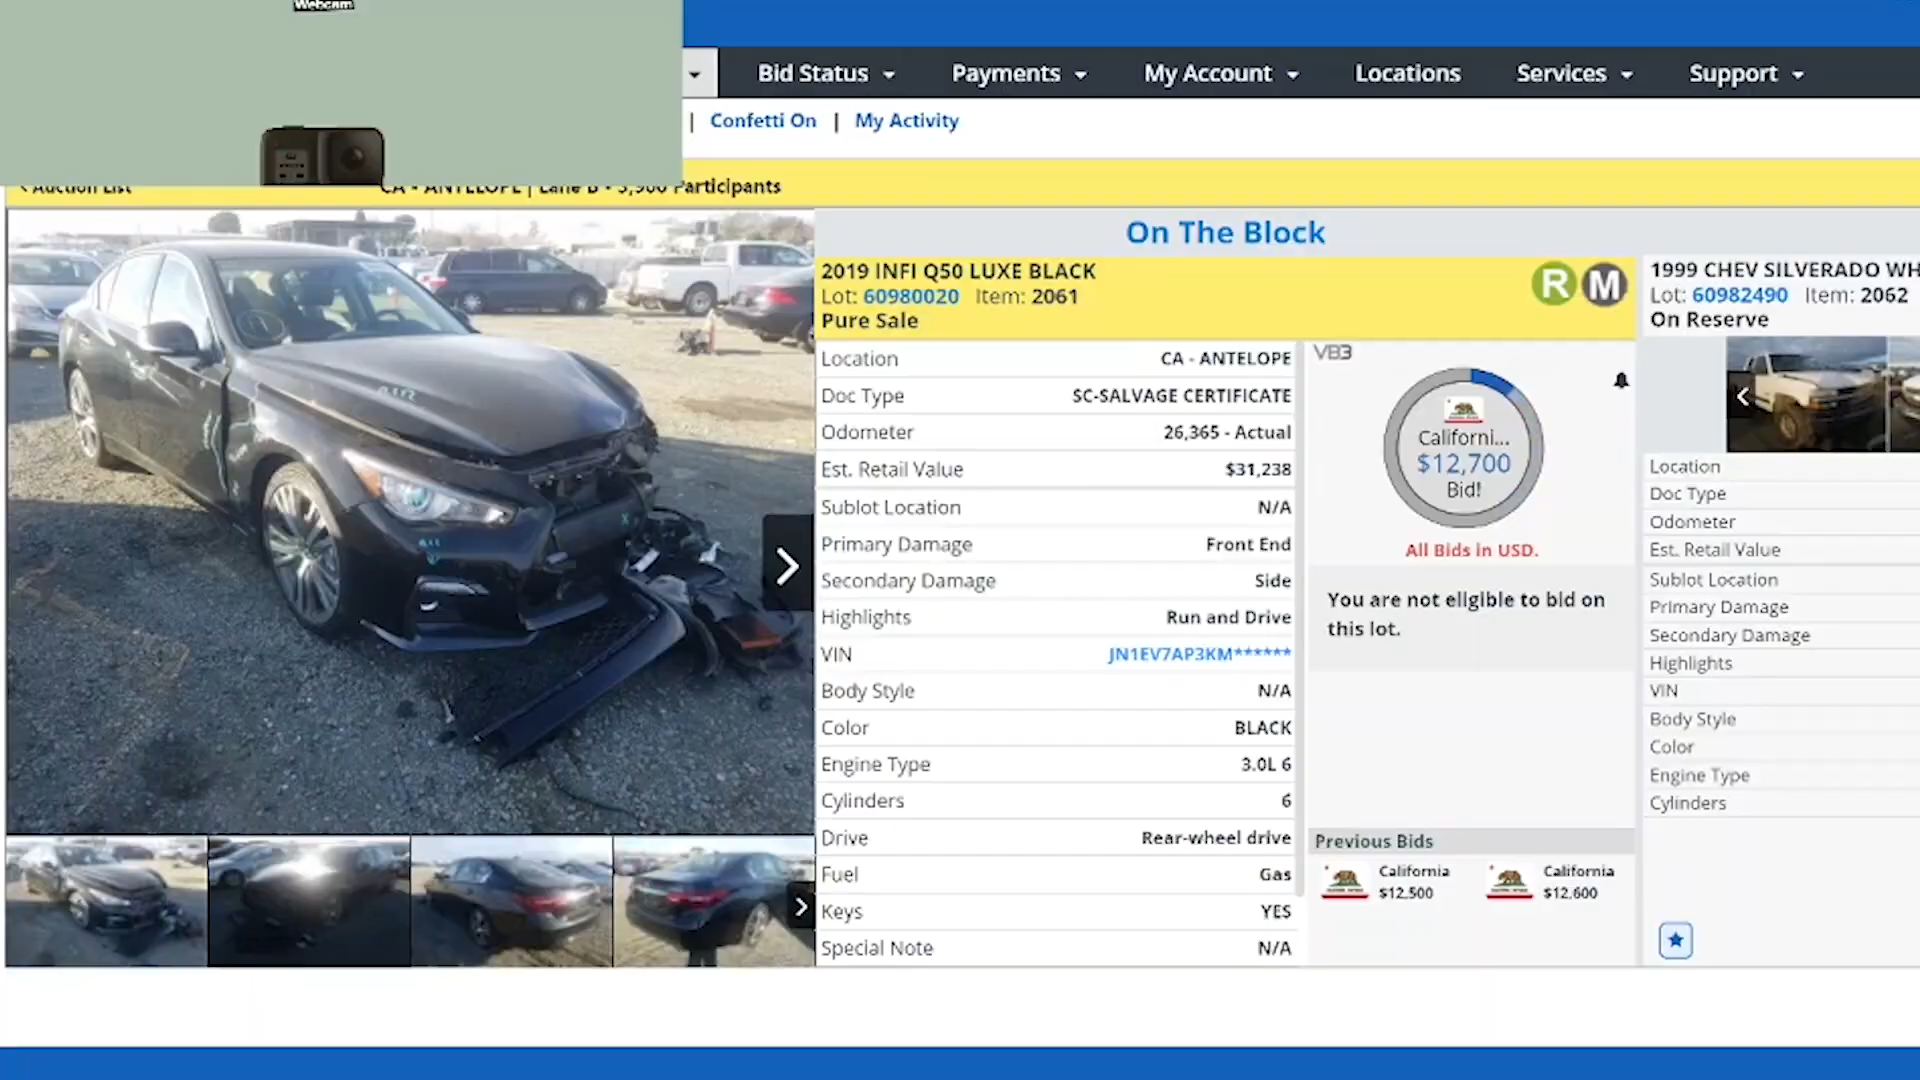 Webcam
Bid Status
Payments
My Account
Locations
Services
Support
| Confetti On | My Activity
‹ Auction List
CA - ANTELOPE | Lane B - 3,900 Participants
On The Block
2019 INFI Q50 LUXE BLACK
Lot: 60980020 Item: 2061
Pure Sale
R M
Location CA - ANTELOPE
Doc Type SC-SALVAGE CERTIFICATE
Odometer 26,365 - Actual
Est. Retail Value $31,238
Sublot Location N/A
Primary Damage Front End
Secondary Damage Side
Highlights Run and Drive
VIN JN1EV7AP3KM******
Body Style N/A
Color BLACK
Engine Type 3.0L 6
Cylinders 6
Drive Rear-wheel drive
Fuel Gas
Keys YES
Special Note N/A
VB3
Californi...
$12,700
Bid!
All Bids in USD.
You are not eligible to bid on
this lot.
Previous Bids
California
$12,500
California
$12,600
1999 CHEV SILVERADO WH
Lot: 60982490 Item: 2062
On Reserve
Location
Doc Type
Odometer
Est. Retail Value
Sublot Location
Primary Damage
Secondary Damage
Highlights
VIN
Body Style
Color
Engine Type
Cylinders